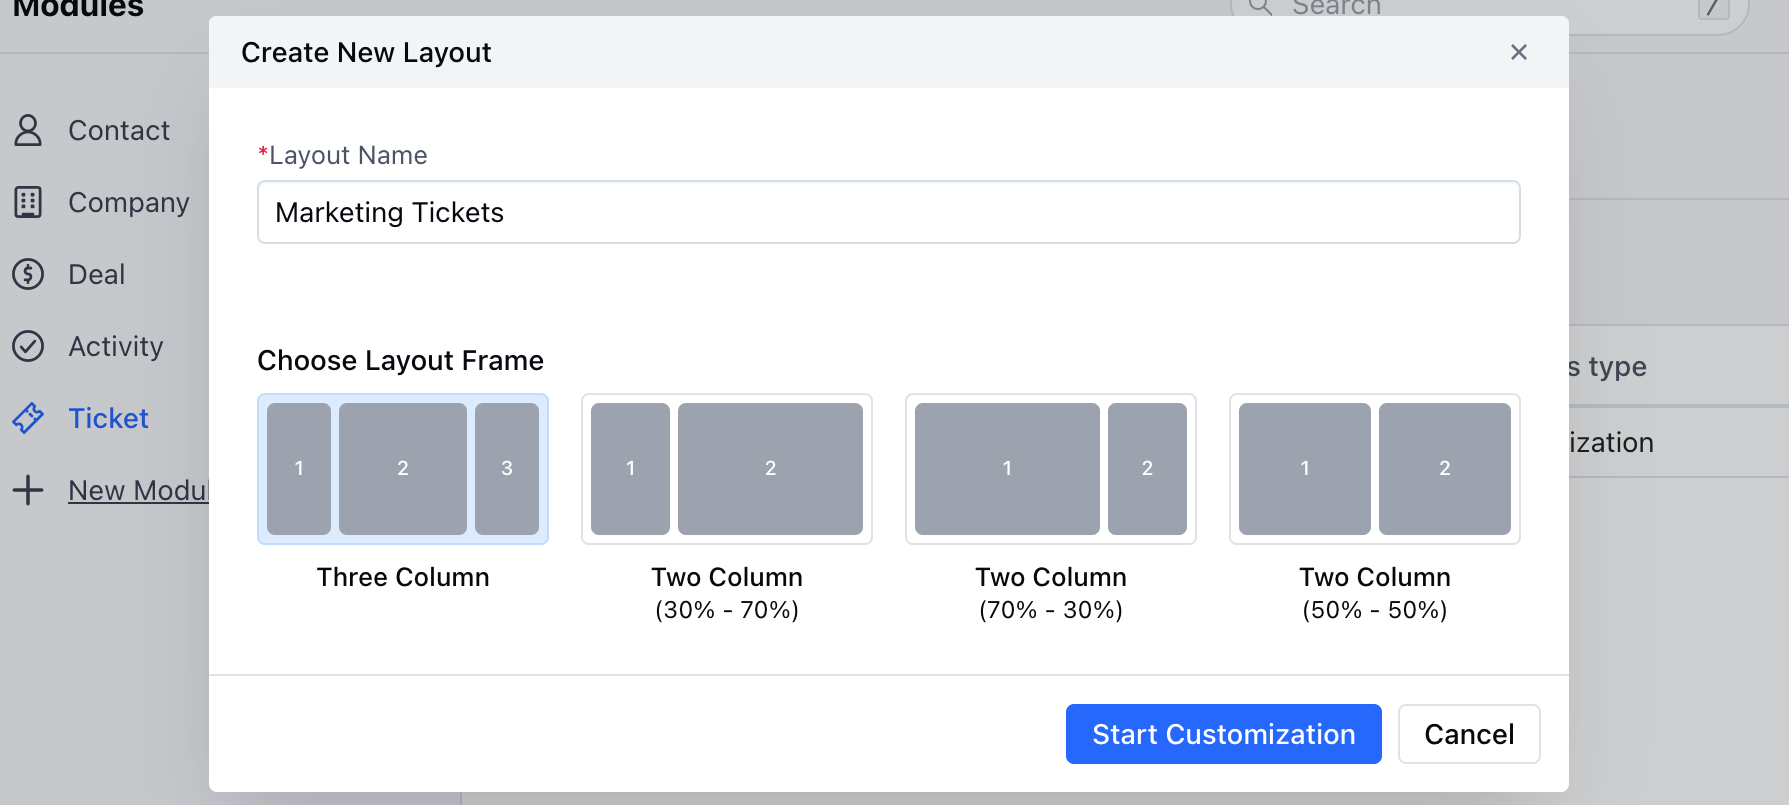 Modules
Search /
Create New Layout
Contact
Company
Deal
Activity
Ticket
New Modul
*Layout Name
Marketing Tickets
Choose Layout Frame
1 2 3
1 2
1 2
1 2
Three Column
Two Column
(30% - 70%)
Two Column
(70% - 30%)
Two Column
(50% - 50%)
s type
ization
Start Customization
Cancel